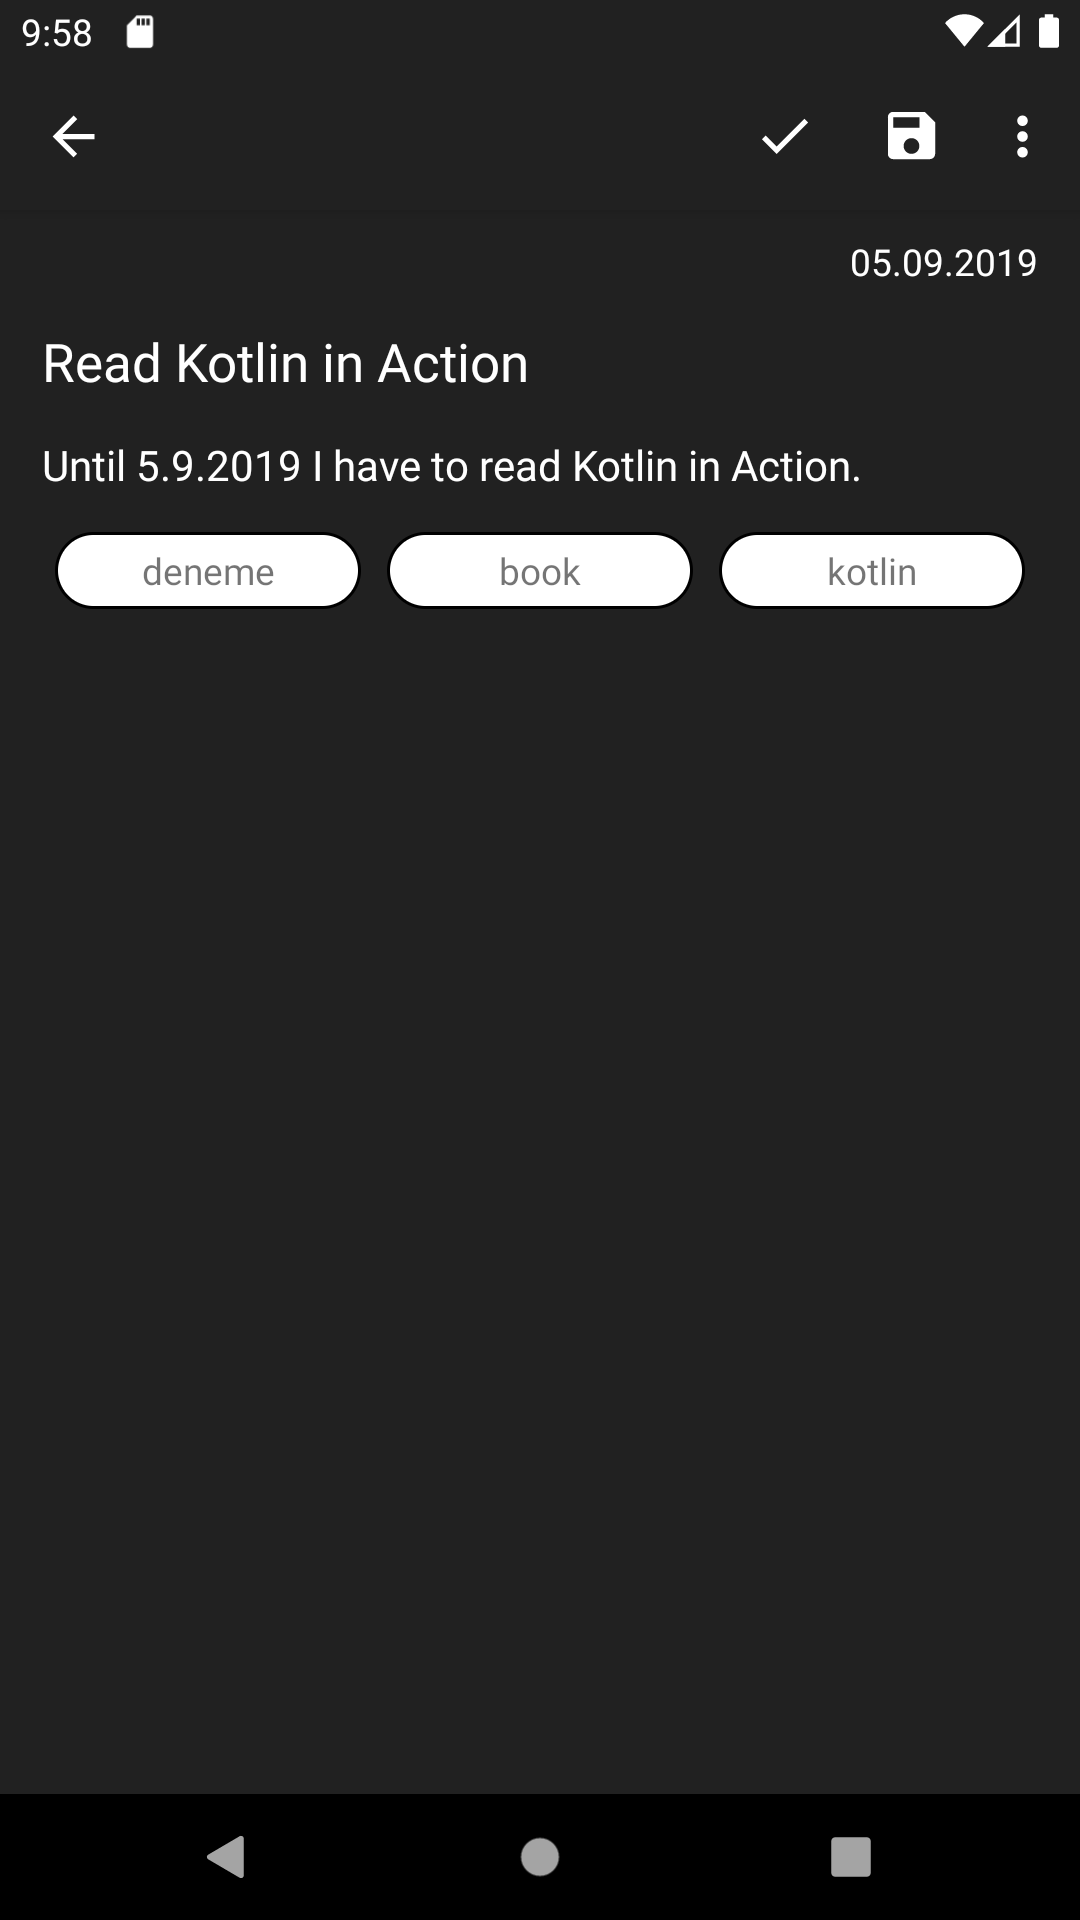 9:58
05.09.2019
Read Kotlin in Action
Until 5.9.2019 I have to read Kotlin in Action.
deneme book kotlin